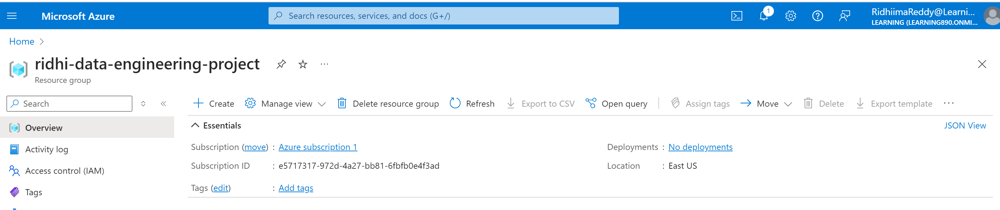 Microsoft Azure
Search resources, services, and docs (G+/)
1
RidhiimaReddy@Learni...
LEARNING (LEARNING890.ONMI...
Home
ridhi-data-engineering-project
Resource group
Search
Create
Manage view
Delete resource group
Refresh
Export to CSV
Open query
Assign tags
Move
Delete
Export template
Overview
Activity log
Access control (IAM)
Tags
Essentials
JSON View
Subscription (move) : Azure subscription 1
Subscription ID : e5717317-972d-4a27-bb81-6fbfb0e4f3ad
Tags (edit) : Add tags
Deployments : No deployments
Location : East US